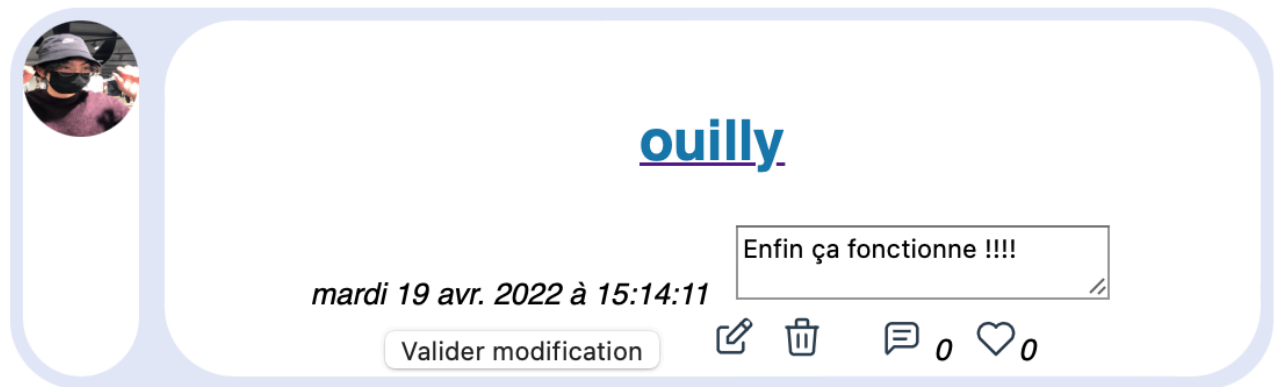 ouilly
Enfin ça fonctionne !!!!
mardi 19 avr. 2022 à 15:14:11
Valider modification 0 0